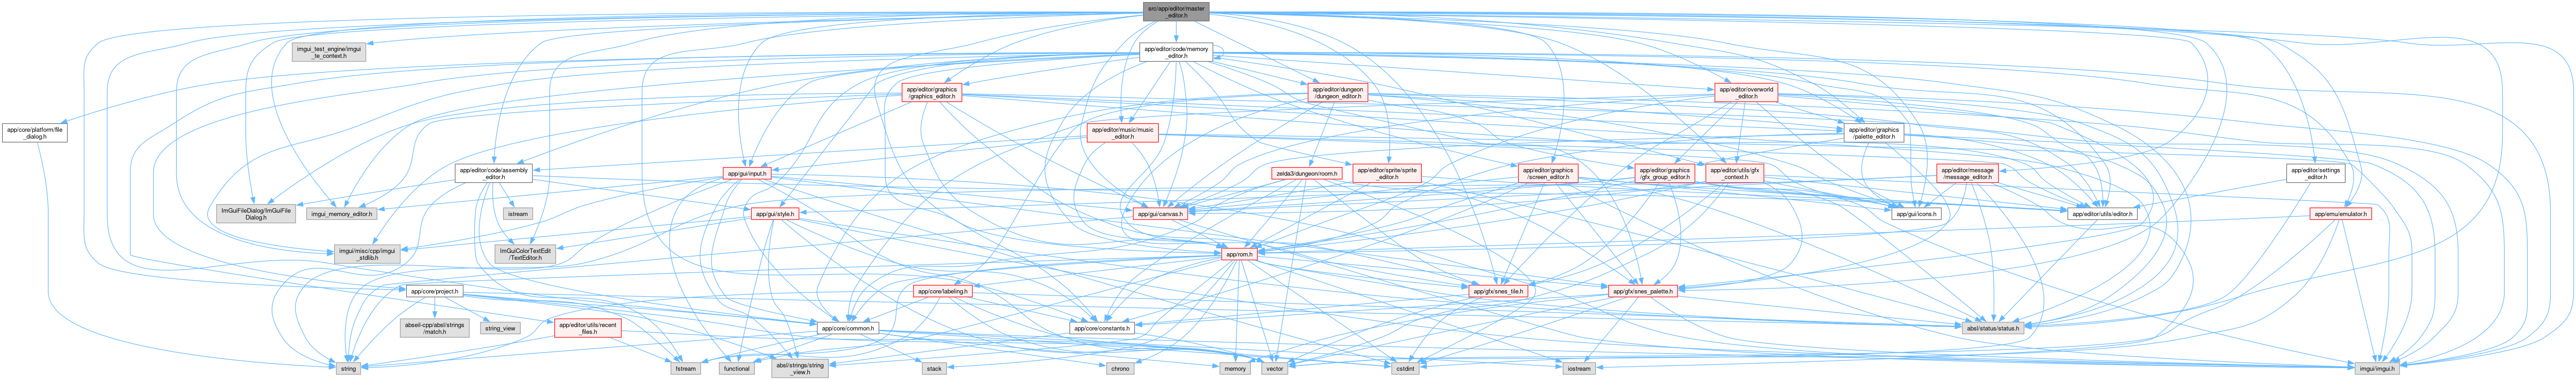 src/app/editor/master
_editor.h
imgui_test_engine/imgui
_te_context.h
app/editor/code/memory
_editor.h
app/editor/graphics
/graphics_editor.h
app/editor/dungeon
/dungeon_editor.h
app/editor/overworld
_editor.h
app/core/platform/file
_dialog.h
app/editor/music/music
_editor.h
app/editor/graphics
/palette_editor.h
app/editor/code/assembly
_editor.h
app/gui/input.h
zelda3/dungeon/room.h
app/editor/sprite/sprite
_editor.h
app/editor/graphics
/screen_editor.h
app/editor/graphics
/gfx_group_editor.h
app/editor/utils/gfx
_context.h
app/editor/message
/message_editor.h
app/editor/settings
_editor.h
ImGuiFileDialog/ImGuiFile
Dialog.h
imgui_memory_editor.h
istream
app/gui/style.h
app/gui/canvas.h
app/gui/icons.h
app/editor/utils/editor.h
app/emu/emulator.h
imgui/misc/cpp/imgui
_stdlib.h
ImGuiColorTextEdit
/TextEditor.h
app/rom.h
app/core/project.h
app/core/labeling.h
app/gfx/snes_tile.h
app/gfx/snes_palette.h
abseil-cpp/absl/strings
/match.h
string_view
app/editor/utils/recent
_files.h
app/core/common.h
app/core/constants.h
absl/status/status.h
string
fstream
functional
absl/strings/string
_view.h
stack
chrono
memory
vector
cstdint
iostream
imgui/imgui.h